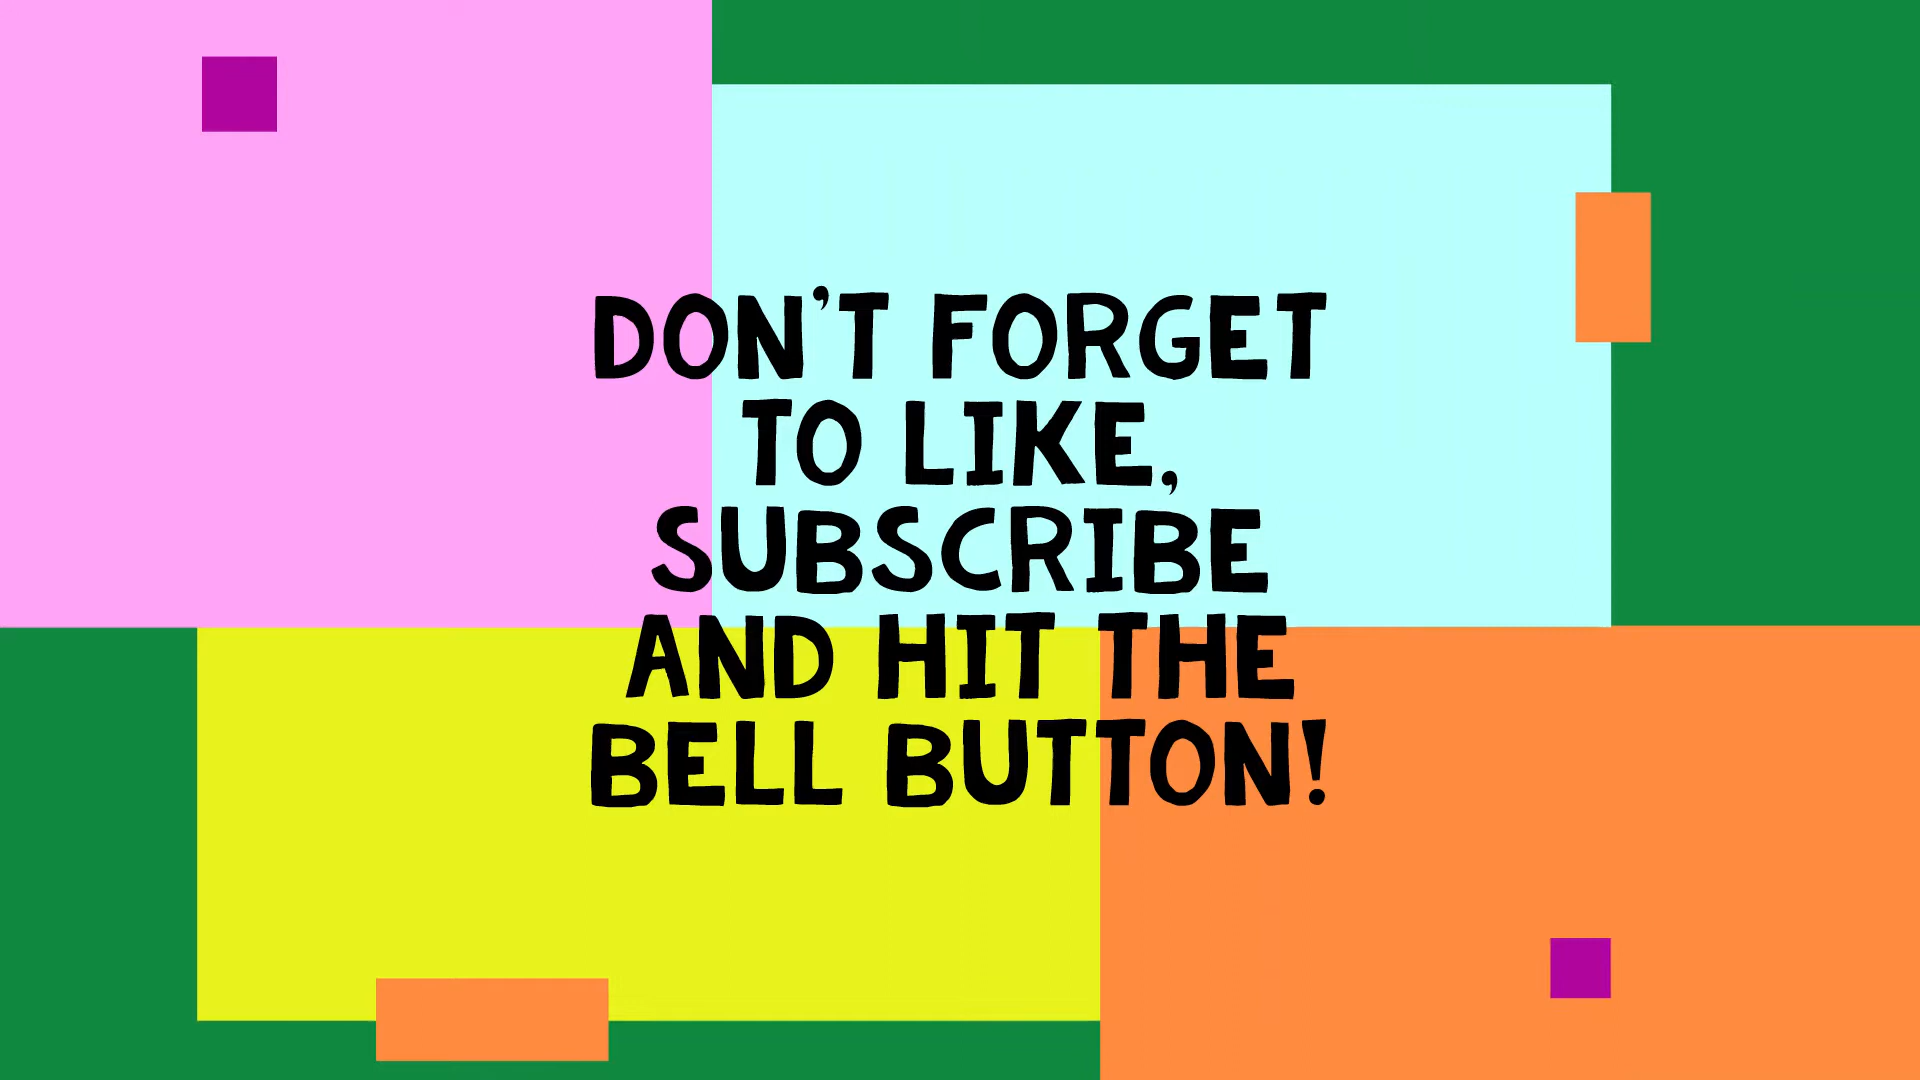 DON'T FORGET
TO LIKE,
SUBSCRIBE
AND HIT THE
BELL BUTTON!